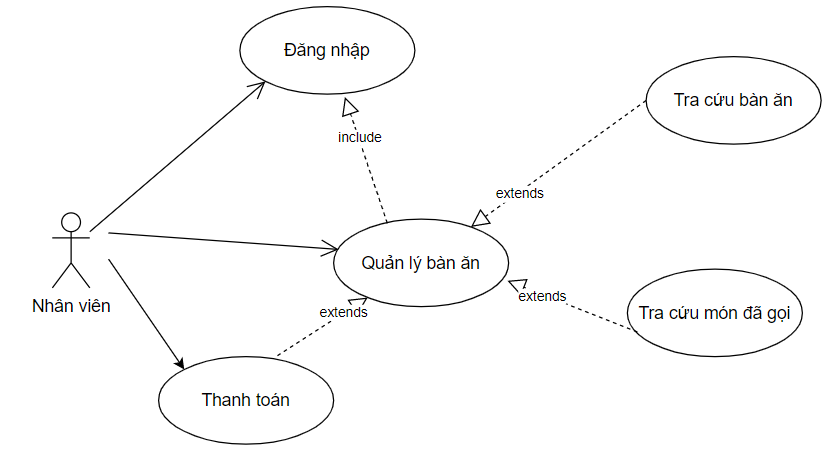 Đăng nhập
Tra cứu bàn ăn
include
extends
Quản lý bàn ăn
extends
Nhân viên
extends
Tra cứu món đã gọi
Thanh toán